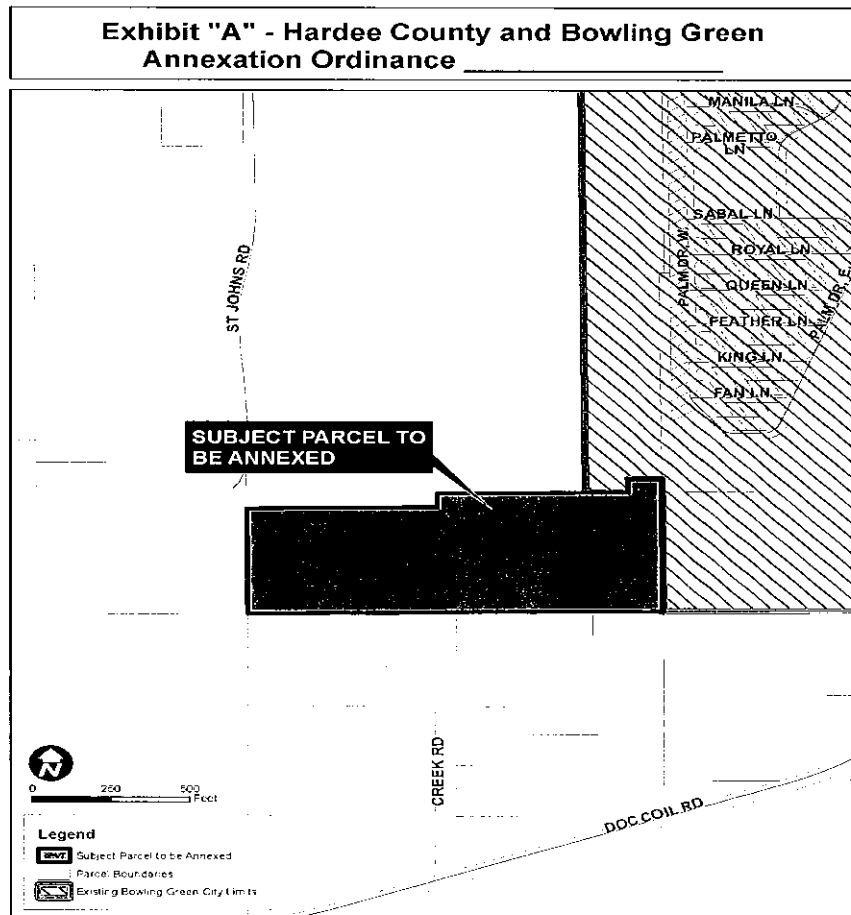 Exhibit "A" - Hardee County and Bowling Green
Annexation Ordinance
MANILA LN
PALMETTO
LN
SABAL LN
ROYAL LN
QUEEN LN
FEATHER LN
KING LN
FAN LN
PALM DR. W.
PALM DR. E
ST JOHNS RD
SUBJECT PARCEL TO
BE ANNEXED
CREEK RD
DOC COIL RD
N
0 250 500
Feet
Legend
Subject Parcel to be Annexed
Parcel Boundaries
Existing Bowling Green City Limits